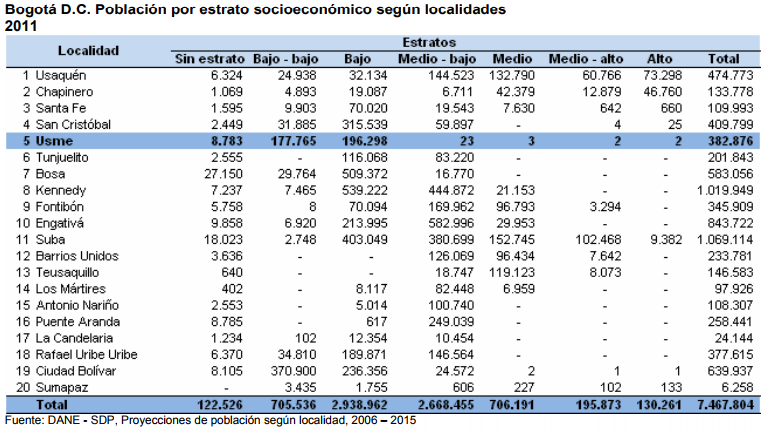 Bogotá D.C. Población por estrato socioeconómico según localidades
2011
Localidad Estratos
Sin estrato Bajo - bajo Bajo Medio - bajo Medio Medio - alto Alto Total
1 Usaquén 6.324 24.938 32.134 144.523 132.790 60.766 73.298 474.773
2 Chapinero 1.069 4.893 19.087 6.711 42.379 12.879 46.760 133.778
3 Santa Fe 1.595 9.903 70.020 19.543 7.630 642 660 109.993
4 San Cristóbal 2.449 31.885 315.539 59.897 - 4 25 409.799
5 Usme 8.783 177.765 196.298 23 3 2 2 382.876
6 Tunjuelito 2.555 - 116.068 83.220 - - - 201.843
7 Bosa 27.150 29.764 509.372 16.770 - - - 583.056
8 Kennedy 7.237 7.465 539.222 444.872 21.153 - - 1.019.949
9 Fontibón 5.758 8 70.094 169.962 96.793 3.294 - 345.909
10 Engativá 9.858 6.920 213.995 582.996 29.953 - - 843.722
11 Suba 18.023 2.748 403.049 380.699 152.745 102.468 9.382 1.069.114
12 Barrios Unidos 3.636 - - 126.069 96.434 7.642 - 233.781
13 Teusaquillo 640 - - 18.747 119.123 8.073 - 146.583
14 Los Mártires 402 - 8.117 82.448 6.959 - - 97.926
15 Antonio Nariño 2.553 - 5.014 100.740 - - - 108.307
16 Puente Aranda 8.785 - 617 249.039 - - - 258.441
17 La Candelaria 1.234 102 12.354 10.454 - - - 24.144
18 Rafael Uribe Uribe 6.370 34.810 189.871 146.564 - - - 377.615
19 Ciudad Bolívar 8.105 370.900 236.356 24.572 2 1 1 639.937
20 Sumapaz - 3.435 1.755 606 227 102 133 6.258
Total 122.526 705.536 2.938.962 2.668.455 706.191 195.873 130.261 7.467.804
Fuente: DANE - SDP, Proyecciones de población según localidad, 2006 – 2015